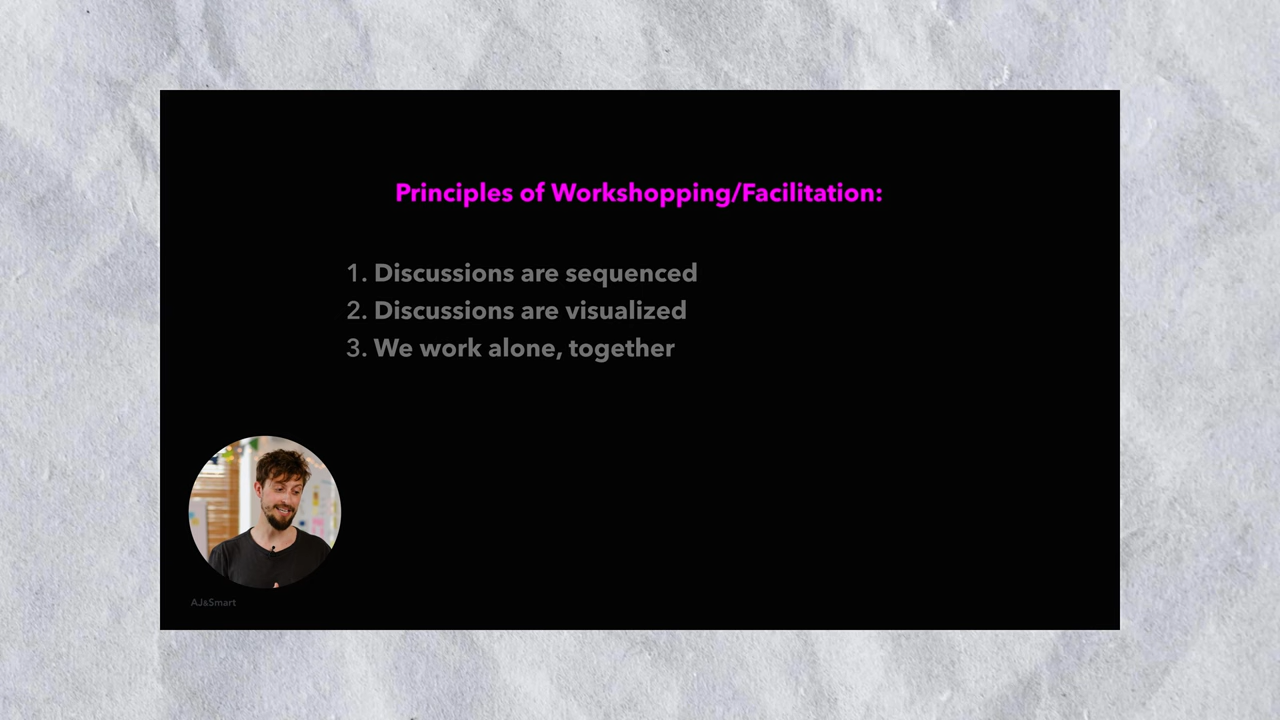 Principles of Workshopping/Facilitation:
1. Discussions are sequenced
2. Discussions are visualized
3. We work alone, together
AJ&Smart